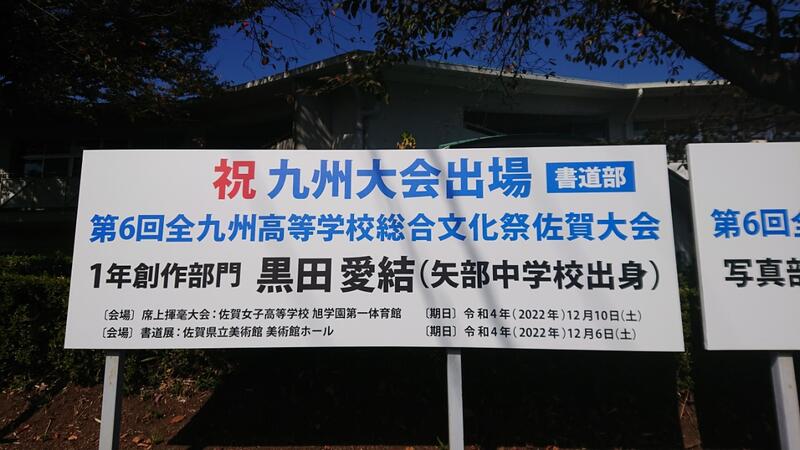 祝 九州大会出場 書道部
第6回全九州高等学校総合文化祭佐賀大会
1年創作部門 黒田 愛結(矢部中学校出身)
〔会場〕席上揮毫大会:佐賀女子高等学校 旭学園第一体育館 〔期日〕令和4年(2022年)12月10日(土)
〔会場〕書道展:佐賀県立美術館 美術館ホール 〔期日〕令和4年(2022年)12月6日(土)
第6回全
写真部